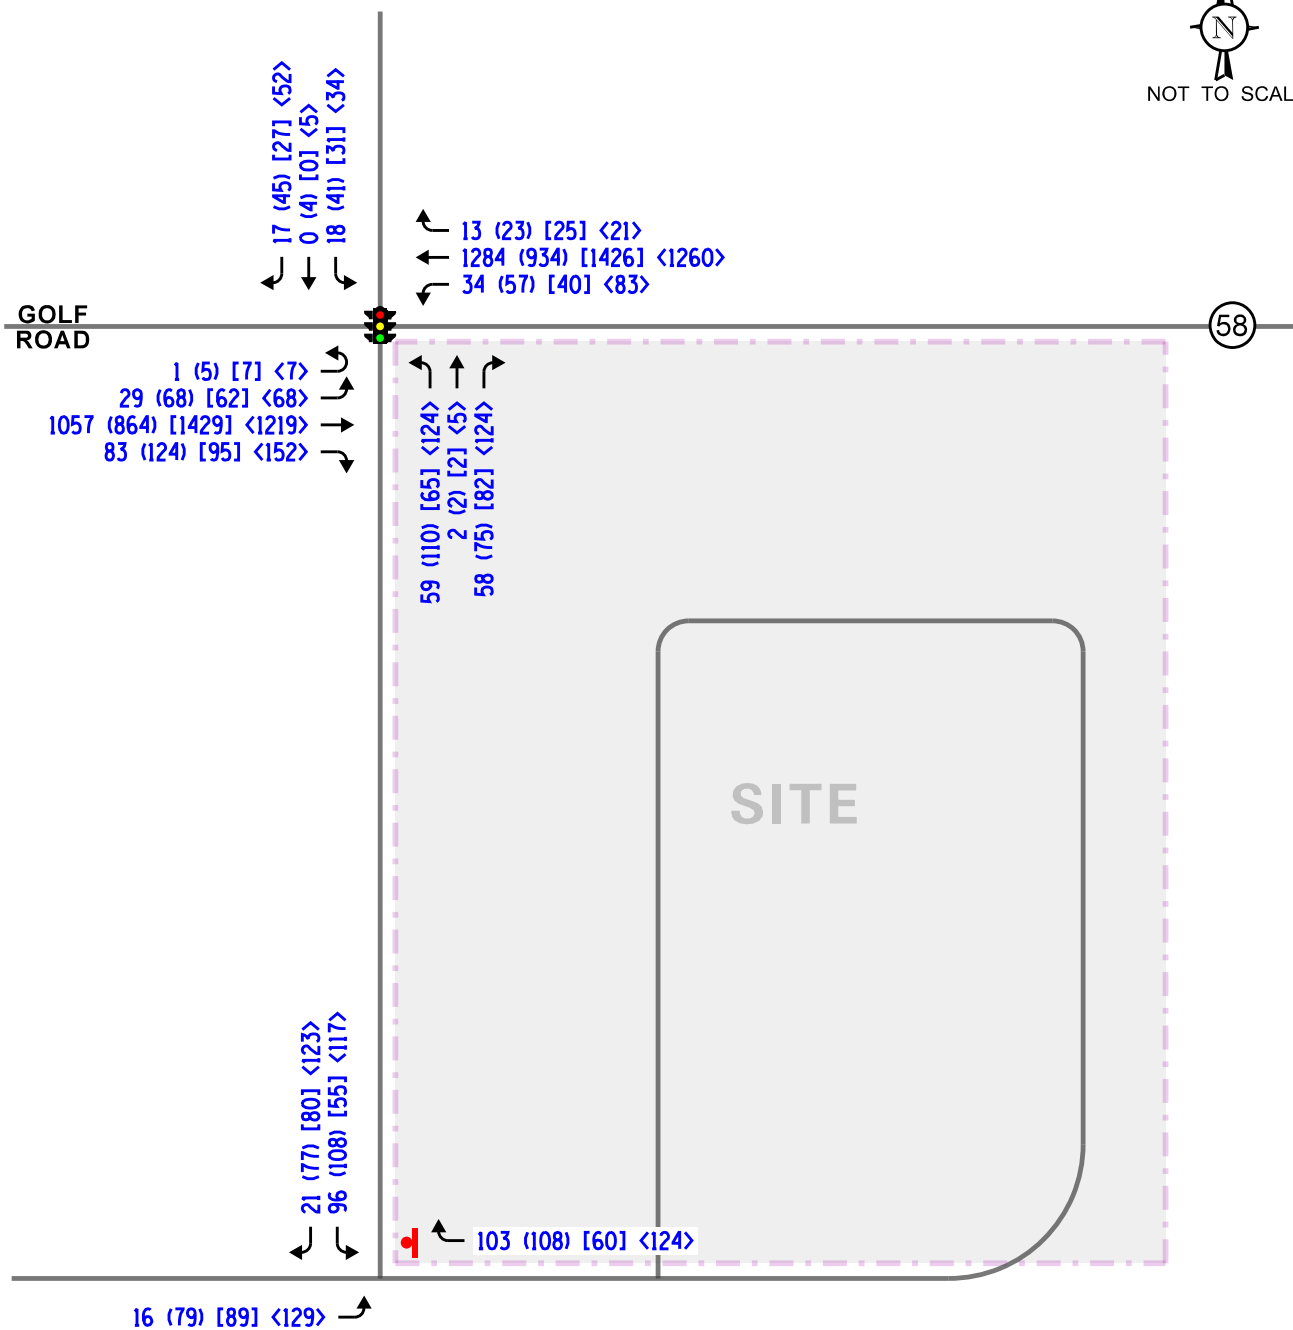 N
NOT TO SCAL
17 (45) [27] <52>
0 (4) [0] <5>
18 (41) [31] <34>
13 (23) [25] <21>
1284 (934) [1426] <1260>
34 (57) [40] <83>
GOLF
ROAD
58
1 (5) [7] <7>
29 (68) [62] <68>
1057 (864) [1429] <1219>
83 (124) [95] <152>
59 (110) [65] <124>
2 (2) [2] <5>
58 (75) [82] <124>
SITE
21 (77) [80] <123>
96 (108) [55] <117>
103 (108) [60] <124>
16 (79) [89] <129>